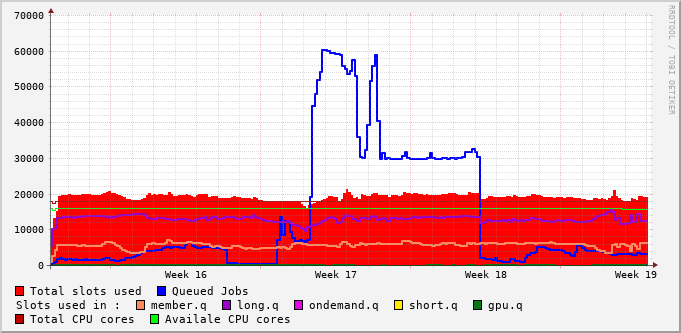 70000
60000
50000
40000
30000
20000
10000
0
Week 16 Week 17 Week 18 Week 19
RRDTOOL / TOBI OETIKER
Total slots used Queued Jobs
Slots used in : member.q long.q ondemand.q short.q gpu.q
Total CPU cores Availale CPU cores